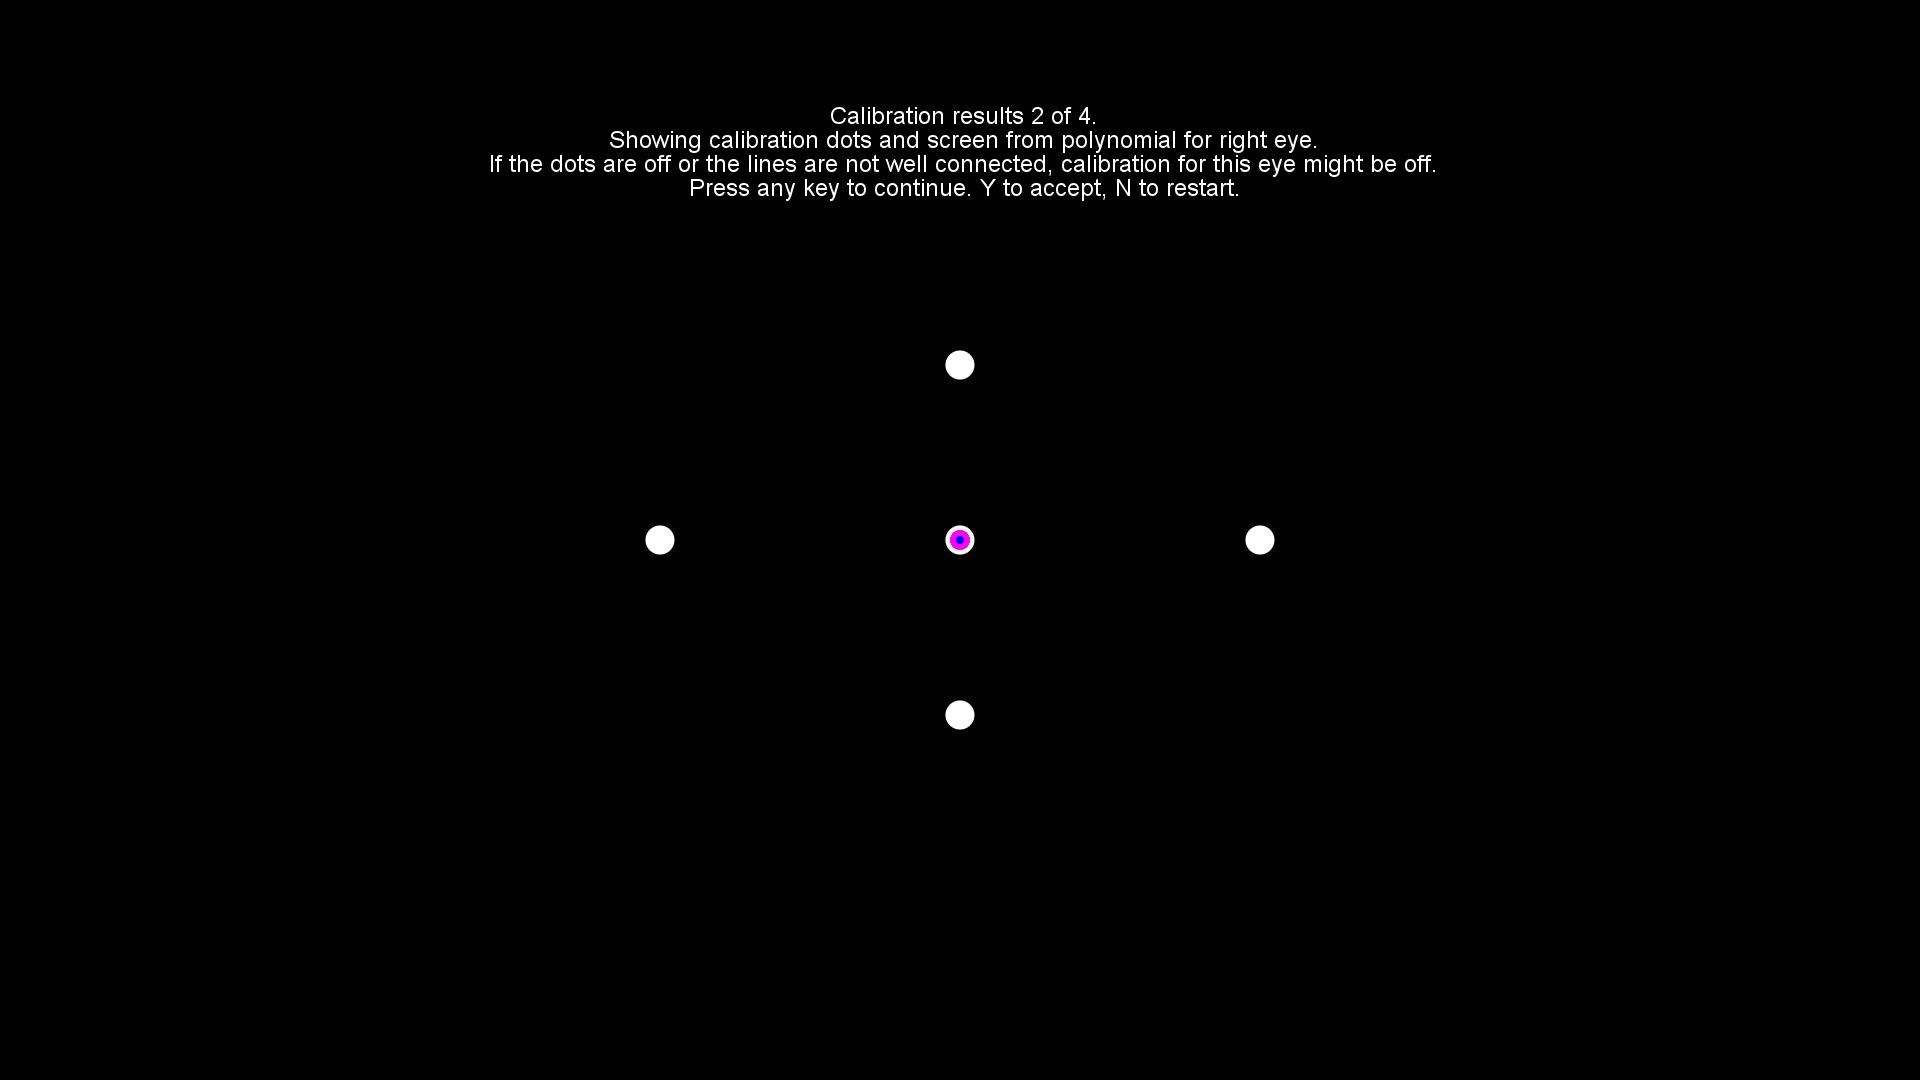 Calibration results 2 of 4.
Showing calibration dots and screen from polynomial for right eye.
If the dots are off or the lines are not well connected, calibration for this eye might be off.
Press any key to continue. Y to accept, N to restart.